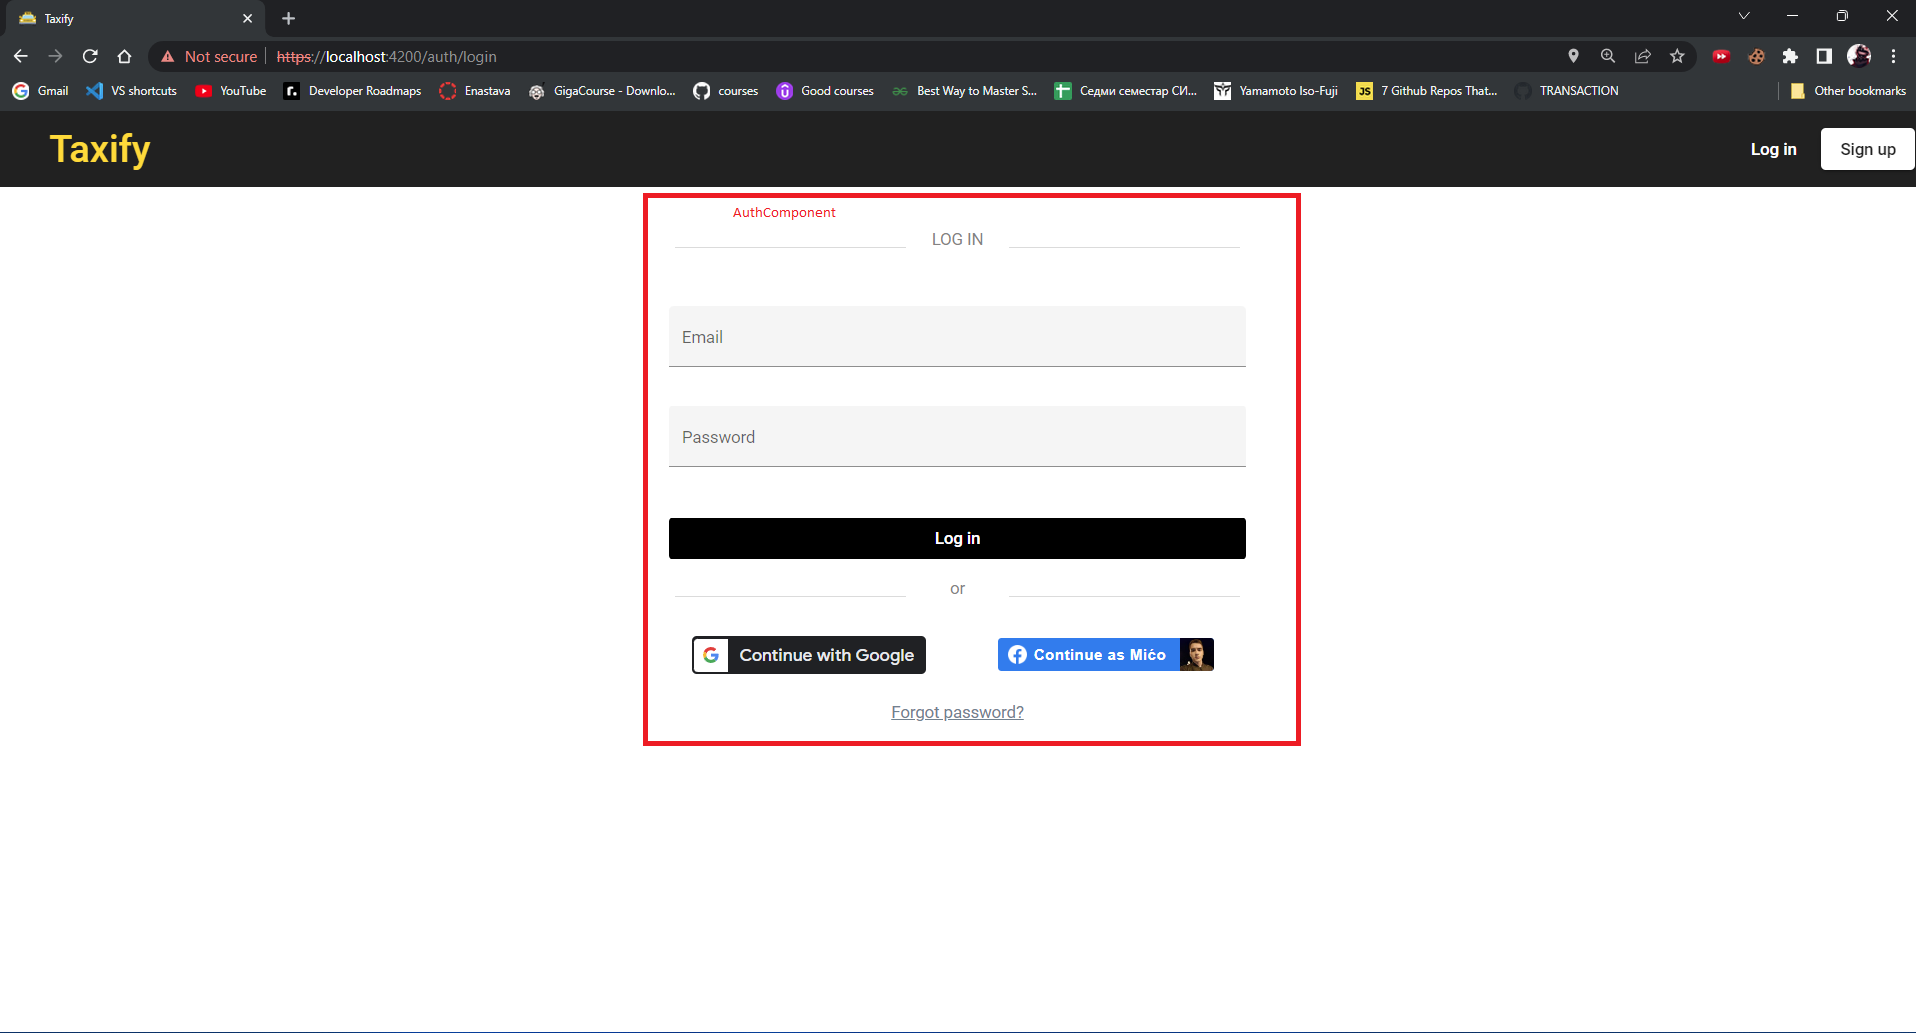 Taxify
Not secure https://localhost:4200/auth/login
Gmail VS shortcuts YouTube Developer Roadmaps Enastava GigaCourse - Downlo... courses Good courses Best Way to Master S... Седми семестар СИ... Yamamoto Iso-Fuji JS 7 Github Repos That... TRANSACTION Other bookmarks
Taxify Log in Sign up
AuthComponent
LOG IN
Email
Password
Log in
or
Continue with Google Continue as Mićo
Forgot password?